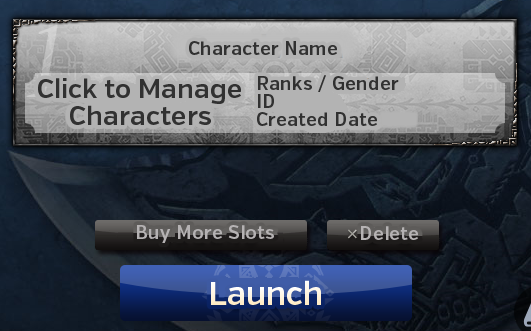 1
Character Name
Click to Manage
Characters
Ranks / Gender
ID
Created Date
Buy More Slots
×Delete
Launch